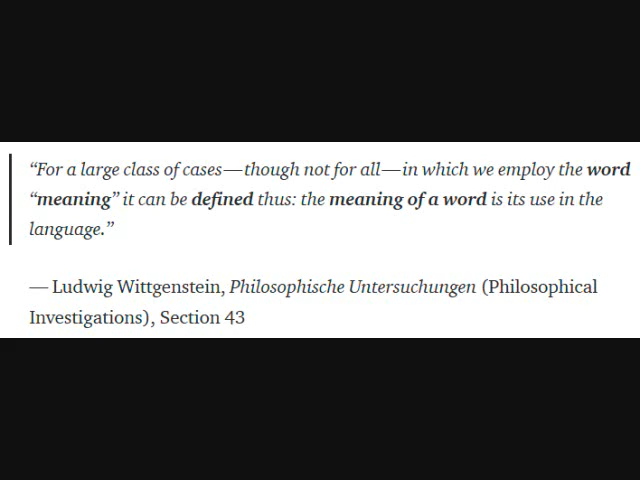 “For a large class of cases—though not for all—in which we employ the word
“meaning” it can be defined thus: the meaning of a word is its use in the
language.”
— Ludwig Wittgenstein, Philosophische Untersuchungen (Philosophical
Investigations), Section 43